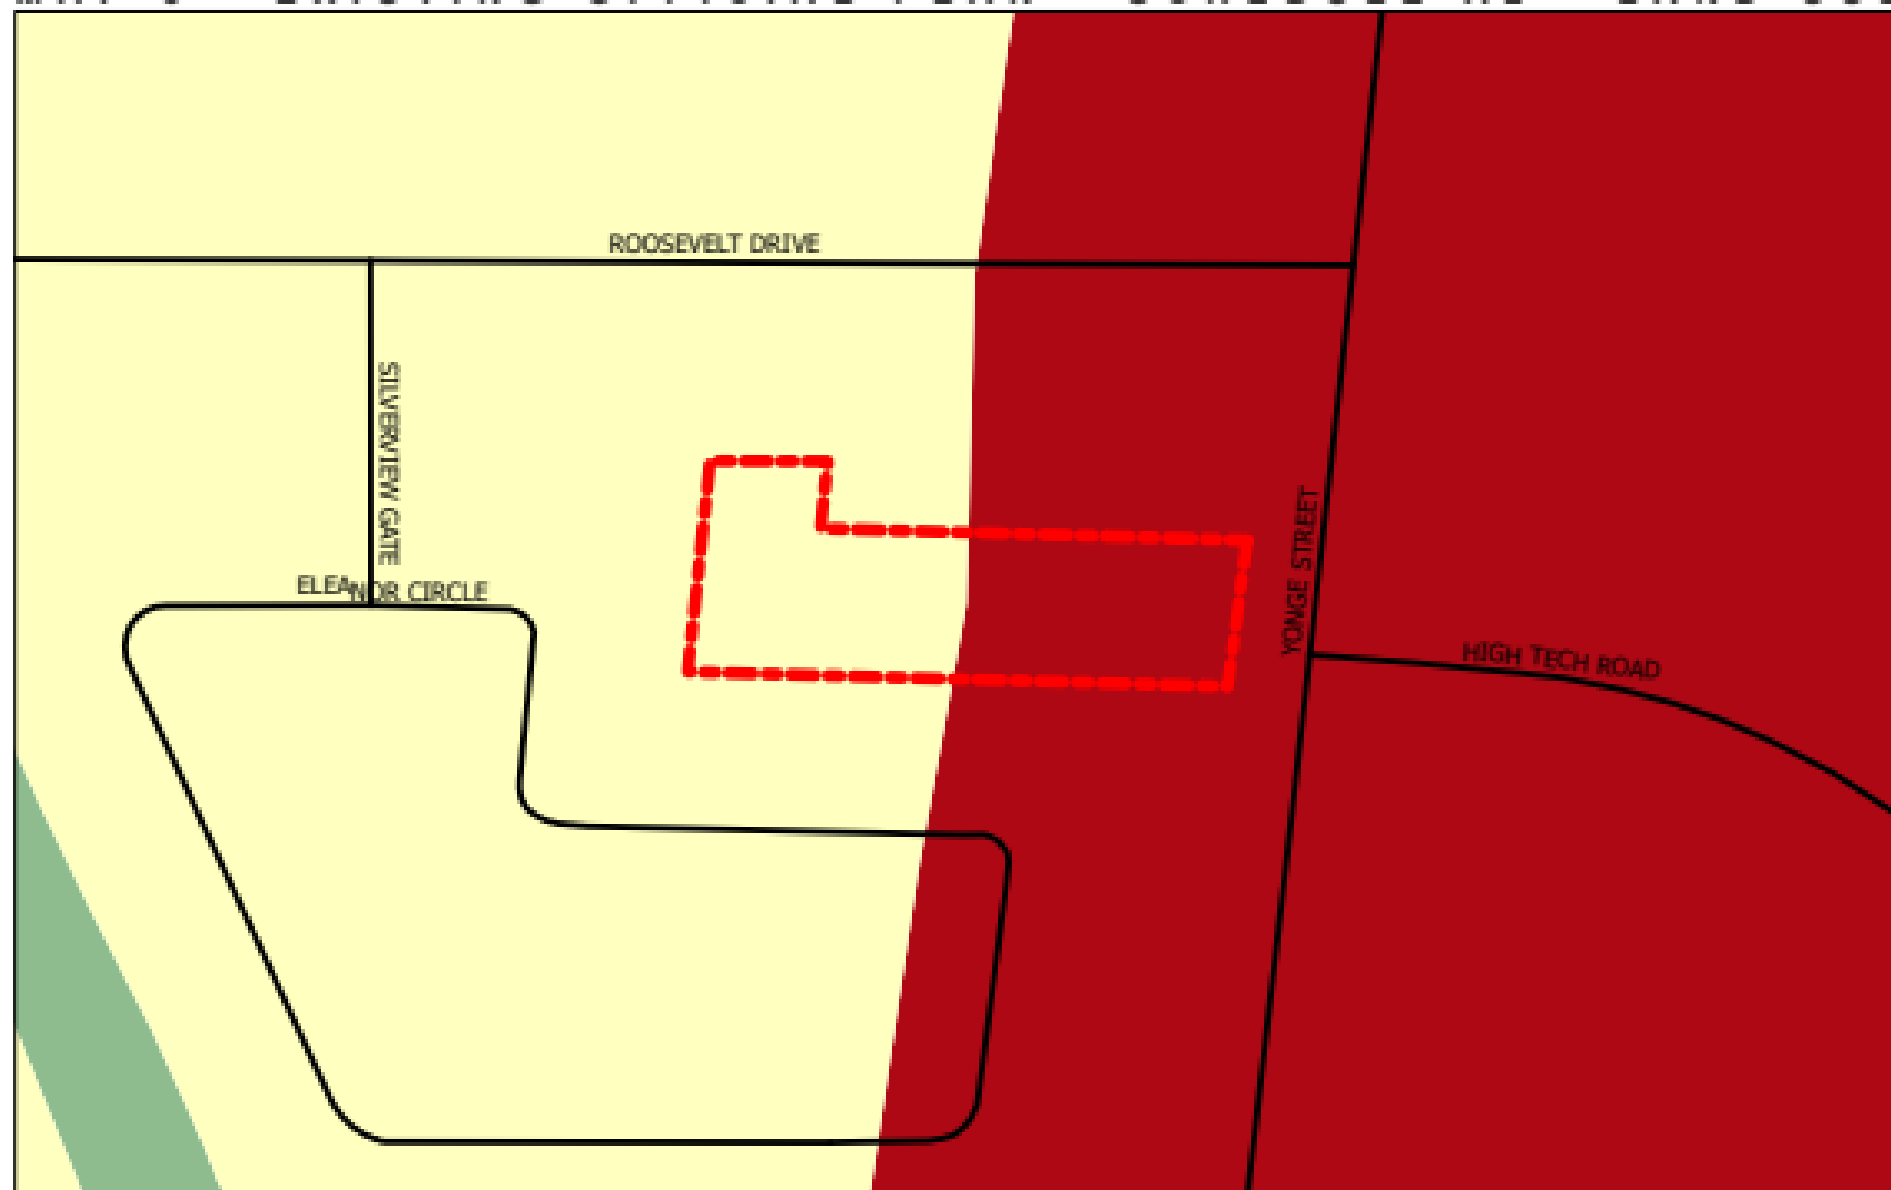 ROOSEVELT DRIVE
SILVERVIEW GATE
ELEANOR CIRCLE
YONGE STREET
HIGH TECH ROAD